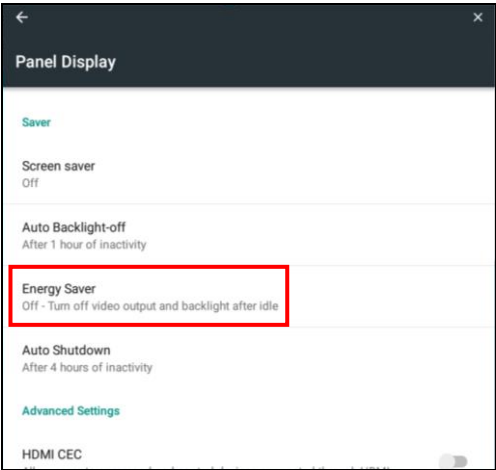 Panel Display
Saver
Screen saver
Off
Auto Backlight-off
After 1 hour of inactivity
Energy Saver
Off - Turn off video output and backlight after idle
Auto Shutdown
After 4 hours of inactivity
Advanced Settings
HDMI CEC